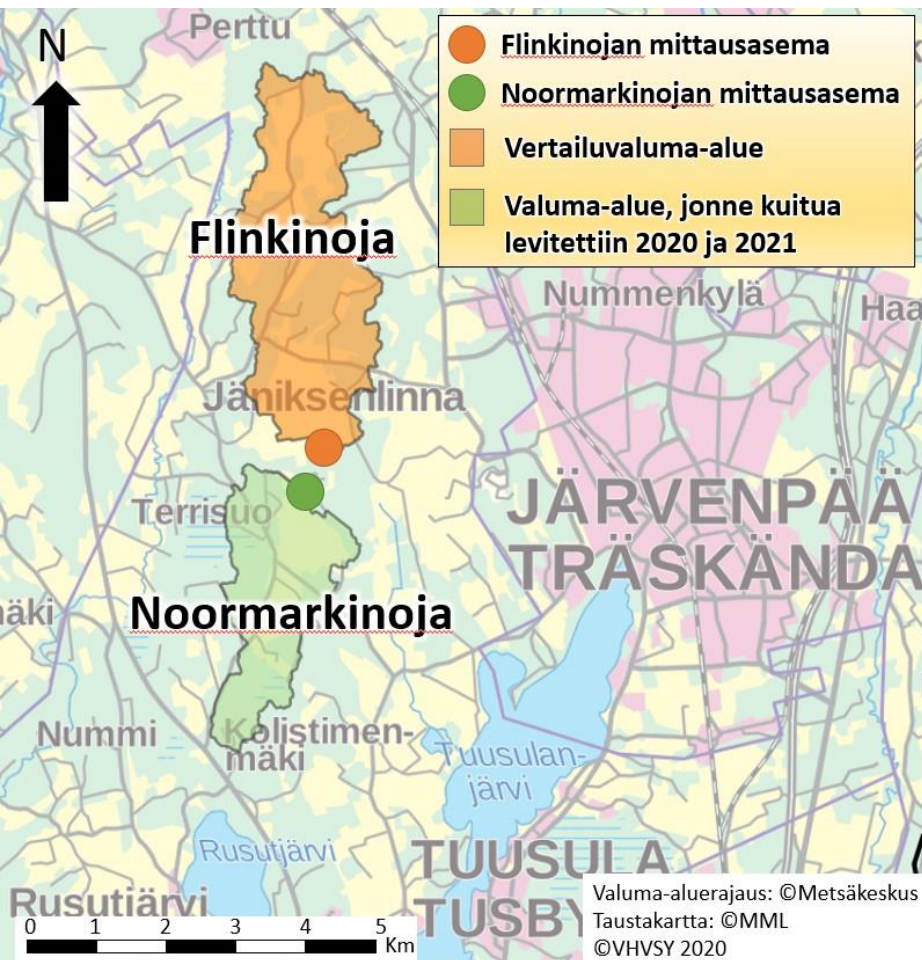 Perttu
N
Flinkinojan mittausasema
Noormarkinojan mittausasema
Vertailuvaluma-alue
Valuma-alue, jonne kuitua
levitettiin 2020 ja 2021
Flinkinoja
Nummenkylä
Haa
Jäniksenlinna
Terrisuo
JÄRVENPÄÄ
TRÄSKÄNDA
Noormarkinoja
näki
Nummi
Kolistimen-
mäki
Tuusulan-
järvi
Rusutjärvi
TUUSULA
TUSBY
Rusutjärvi
0 1 2 3 4 5
Km
Valuma-aluerajaus: ©Metsäkeskus
Taustakartta: ©MML
©VHVSY 2020